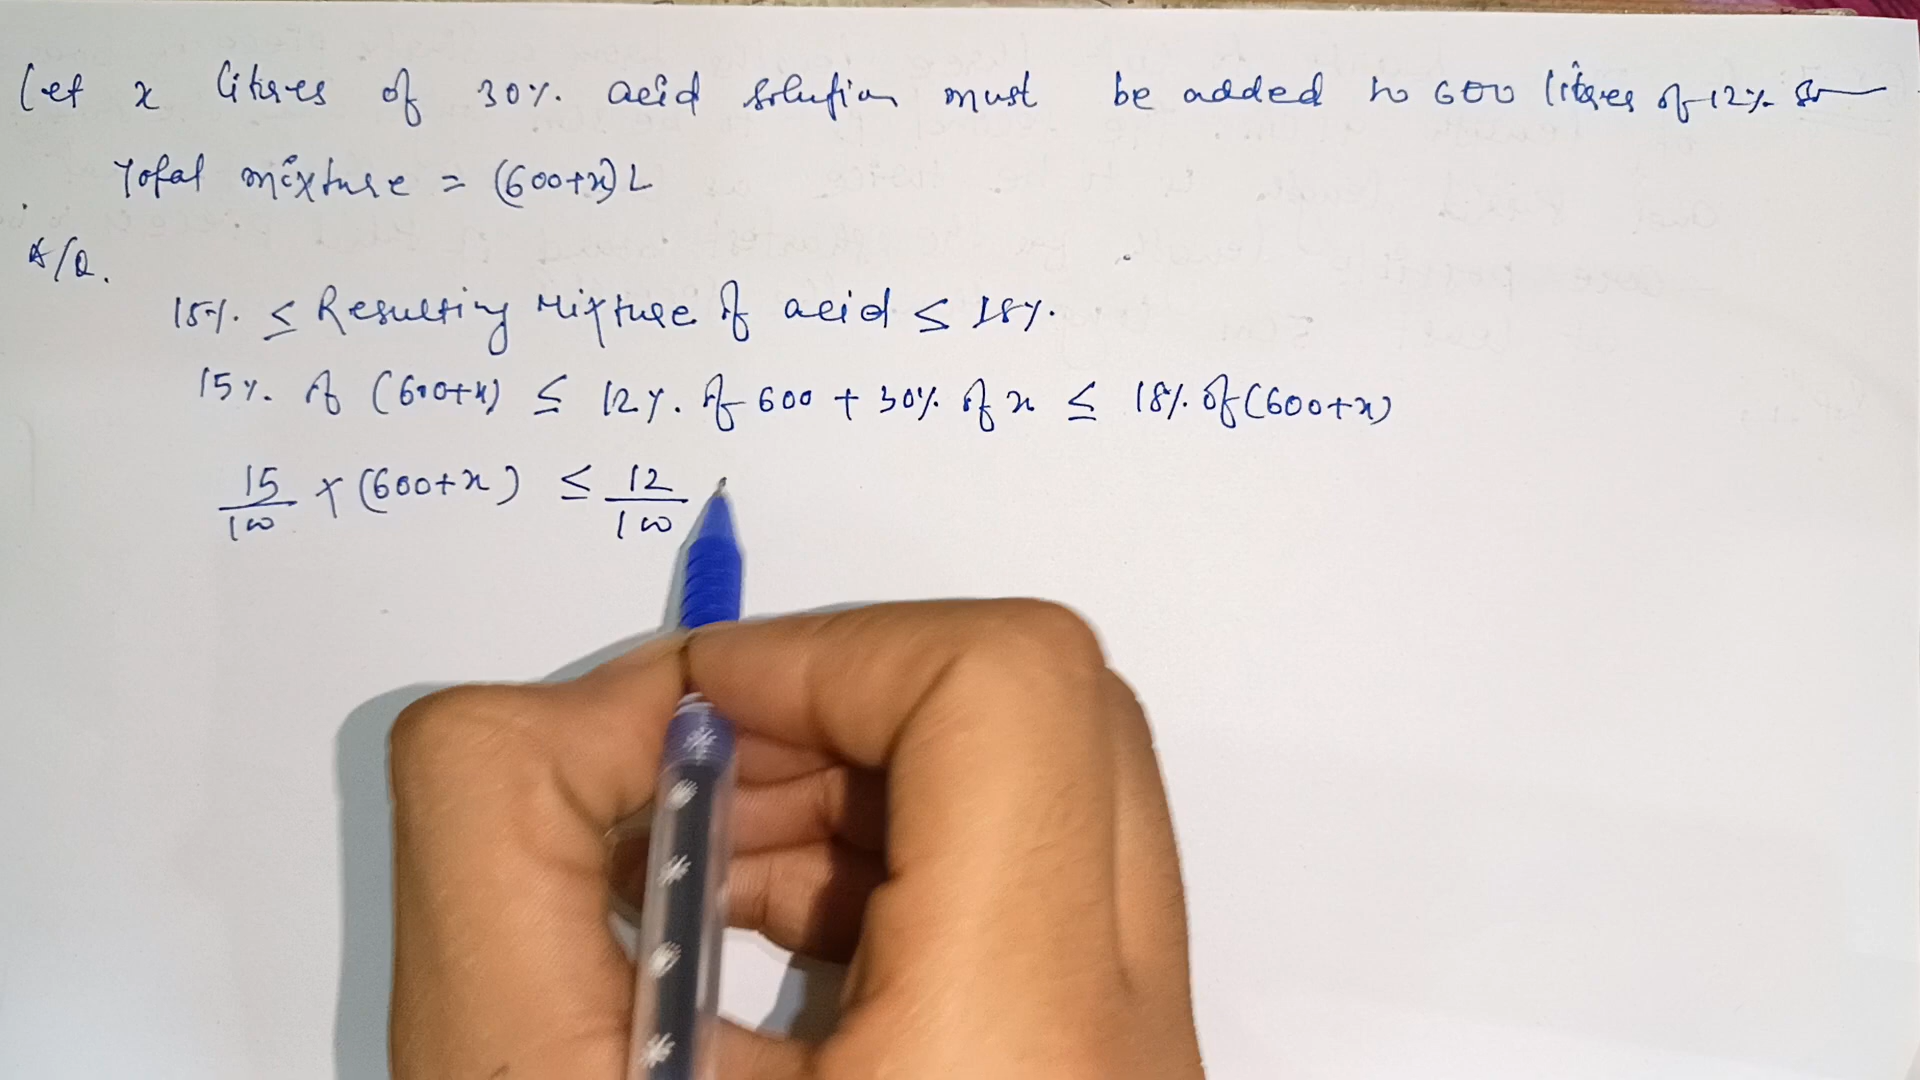 Let x litres of 30% acid solution must be added to 600 litres of 12% so
Total mixture = (600+x) L
A/Q.
15% ≤ Resulting Mixture of acid ≤ 18%.
15% of (600+x) ≤ 12% of 600 + 30% of x ≤ 18% of (600+x)
15/100 × (600+x) ≤ 12/100